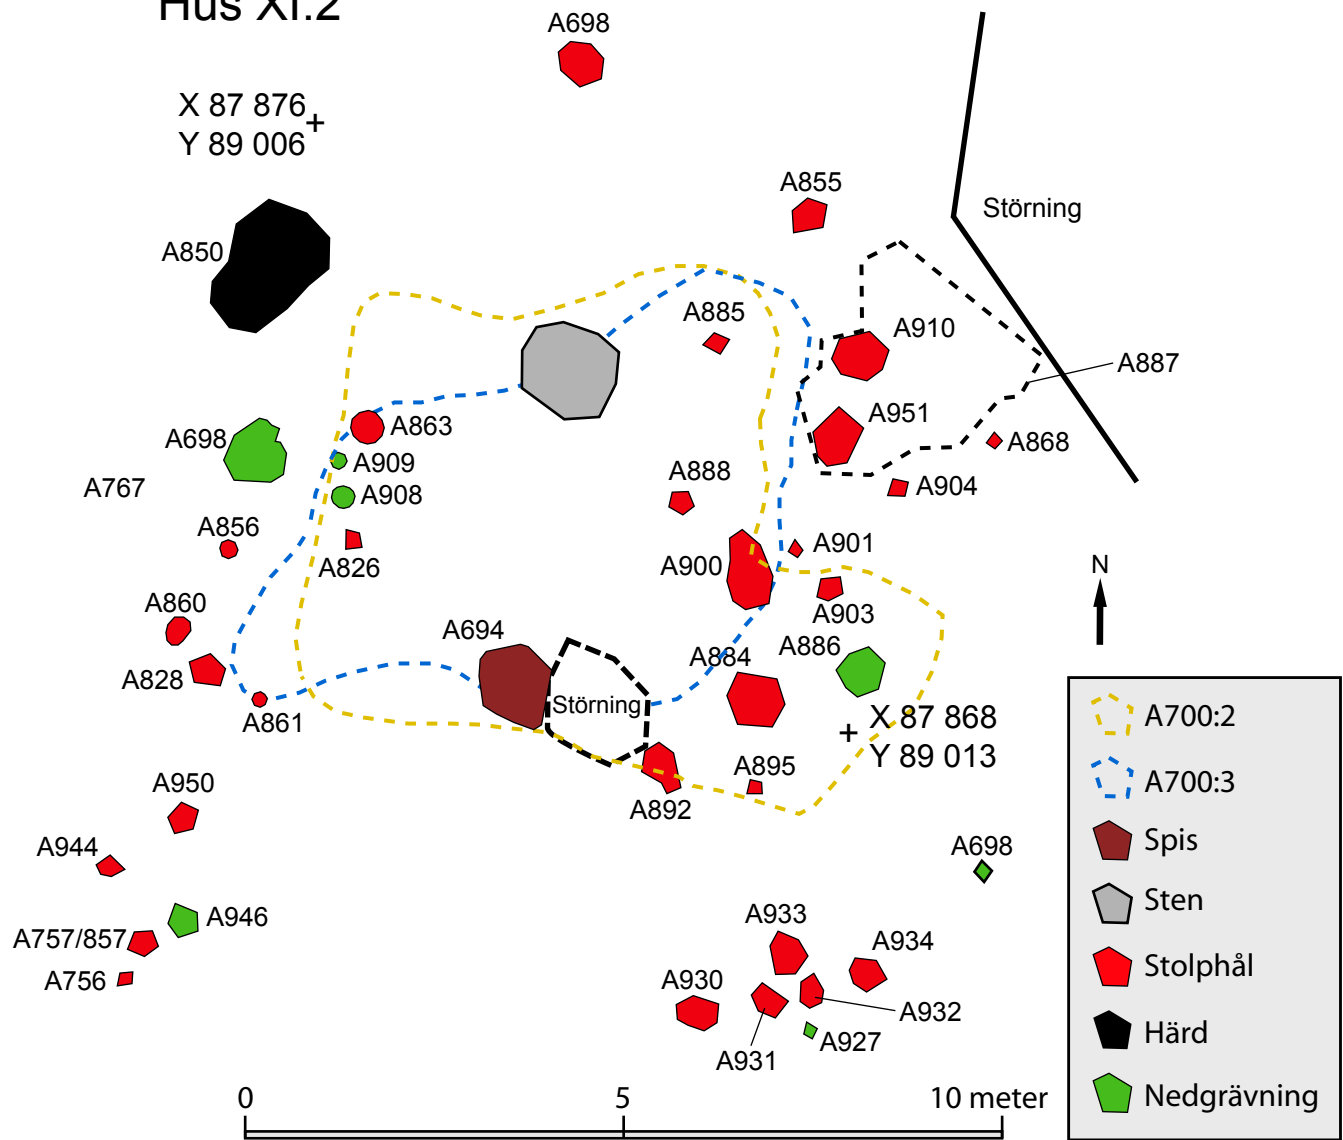 Hus XI:2
A698
X 87 876
Y 89 006
A855
Störning
A850
A885
A910
A887
A863
A951
A698
A868
A909
A888
A904
A767
A908
A856
A901
A826
A900
N
A860
A903
A694
A886
A884
A828
Störning
A861
X 87 868
Y 89 013
A895
A950
A892
A944
A698
A946
A933
A757/857
A934
A756
A930
A932
A927
A931
0 5 10 meter
A700:2
A700:3
Spis
Sten
Stolphål
Härd
Nedgrävning